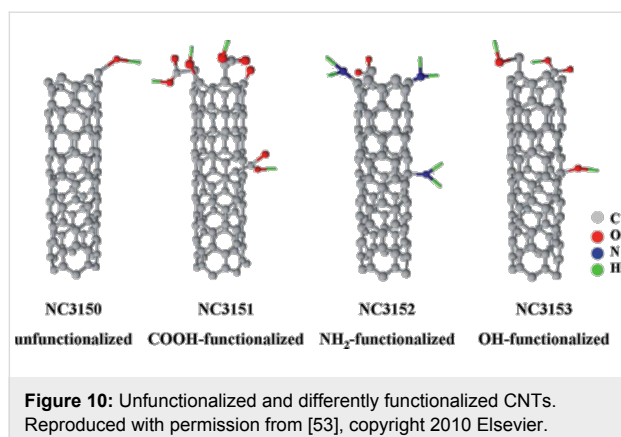 C
O
N
H
NC3150 NC3151 NC3152 NC3153
unfunctionalized COOH-functionalized NH₂-functionalized OH-functionalized
Figure 10: Unfunctionalized and differently functionalized CNTs.
Reproduced with permission from [53], copyright 2010 Elsevier.